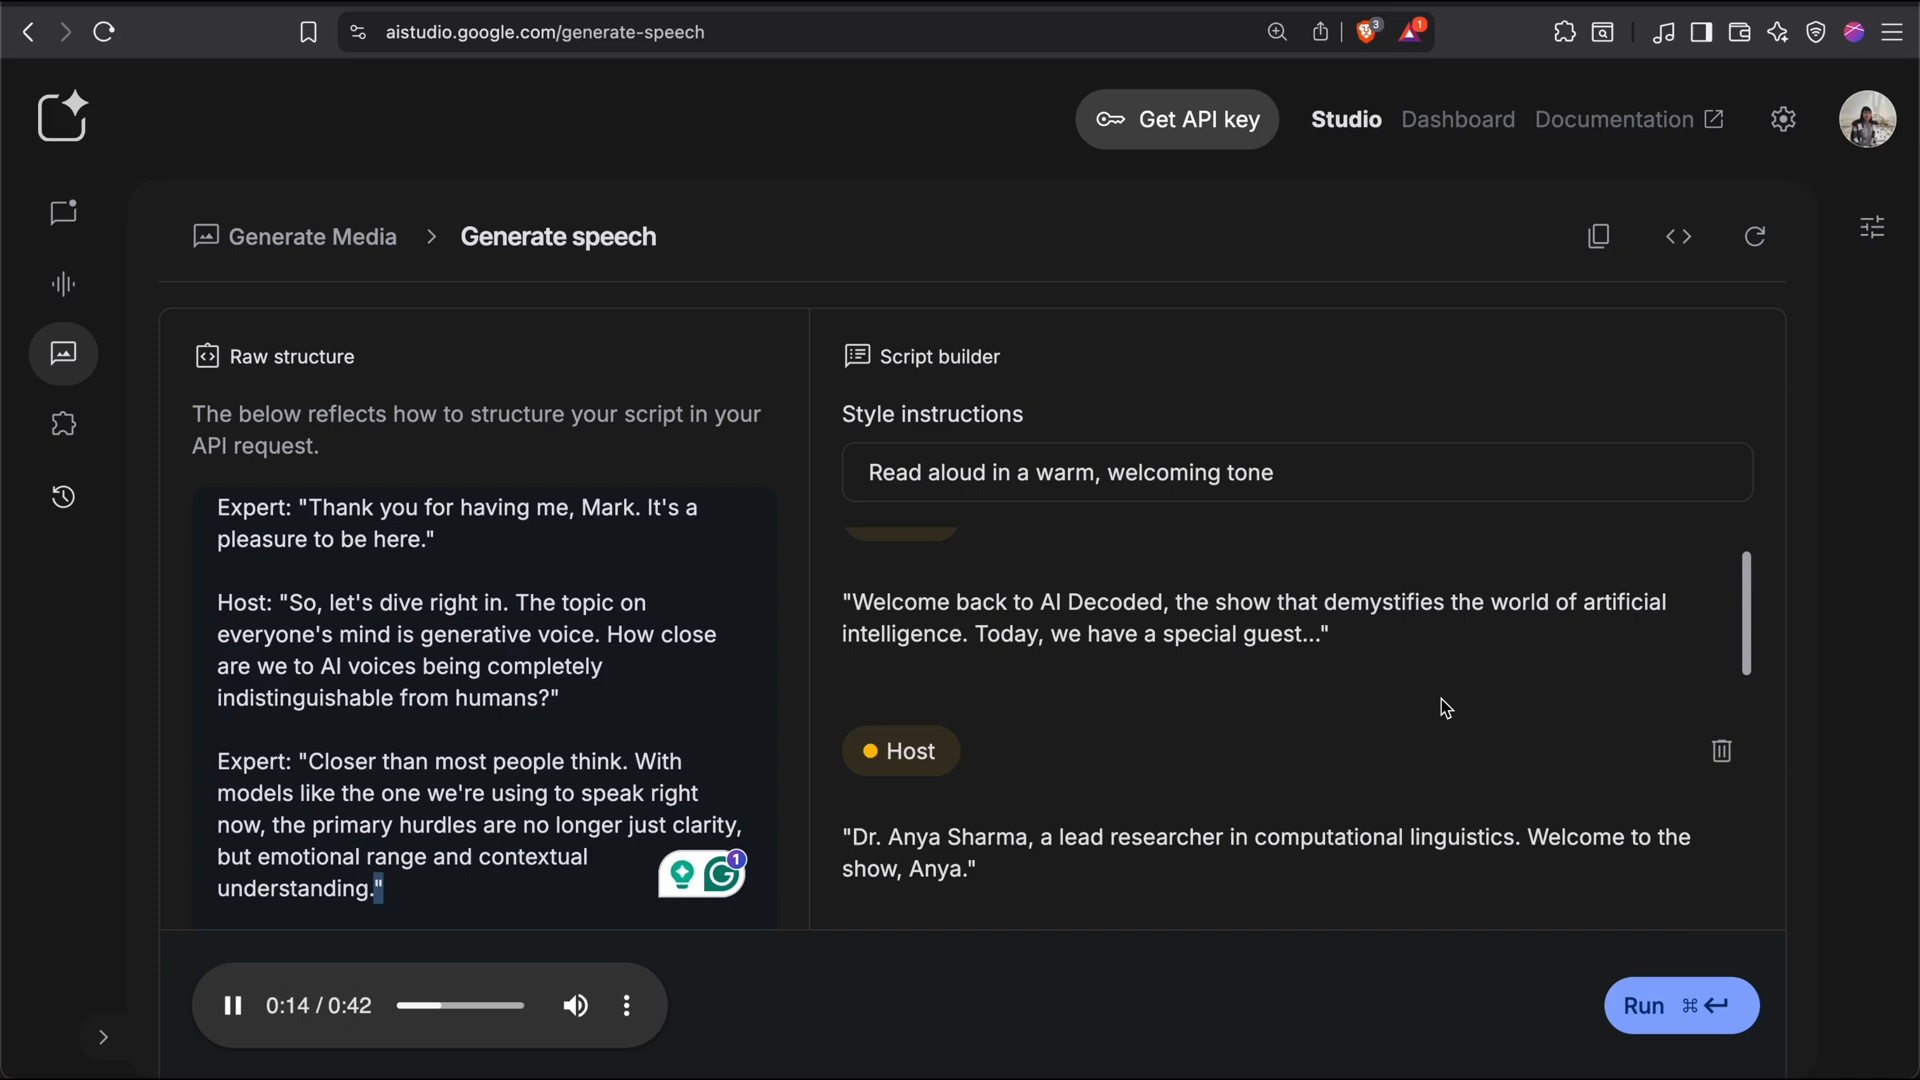 aistudio.google.com/generate-speech
3
1
Get API key
Studio
Dashboard
Documentation
Generate Media
Generate speech
Raw structure
The below reflects how to structure your script in your
API request.
Expert: "Thank you for having me, Mark. It's a
pleasure to be here."
Host: "So, let's dive right in. The topic on
everyone's mind is generative voice. How close
are we to AI voices being completely
indistinguishable from humans?"
Expert: "Closer than most people think. With
models like the one we're using to speak right
now, the primary hurdles are no longer just clarity,
but emotional range and contextual
understanding."
1
Script builder
Style instructions
Read aloud in a warm, welcoming tone
"Welcome back to AI Decoded, the show that demystifies the world of artificial
intelligence. Today, we have a special guest..."
Host
"Dr. Anya Sharma, a lead researcher in computational linguistics. Welcome to the
show, Anya."
0:14 / 0:42
Run ⌘ ↵